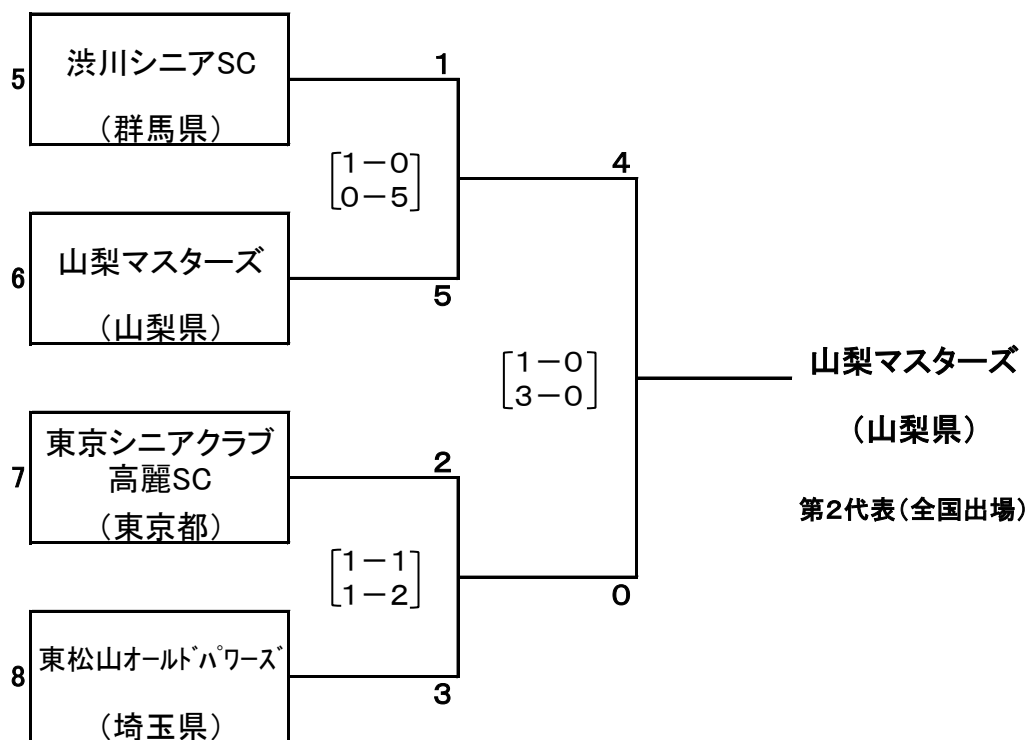 5
渋川シニアSC
（群馬県）
1
［1－0
0－5］
4
6
山梨マスターズ
（山梨県）
5
［1－0
3－0］
山梨マスターズ
（山梨県）
第2代表（全国出場）
7
東京シニアクラブ
高麗SC
（東京都）
2
［1－1
1－2］
0
8
東松山ｵｰﾙﾄﾞﾊﾟﾜｰｽﾞ
（埼玉県）
3